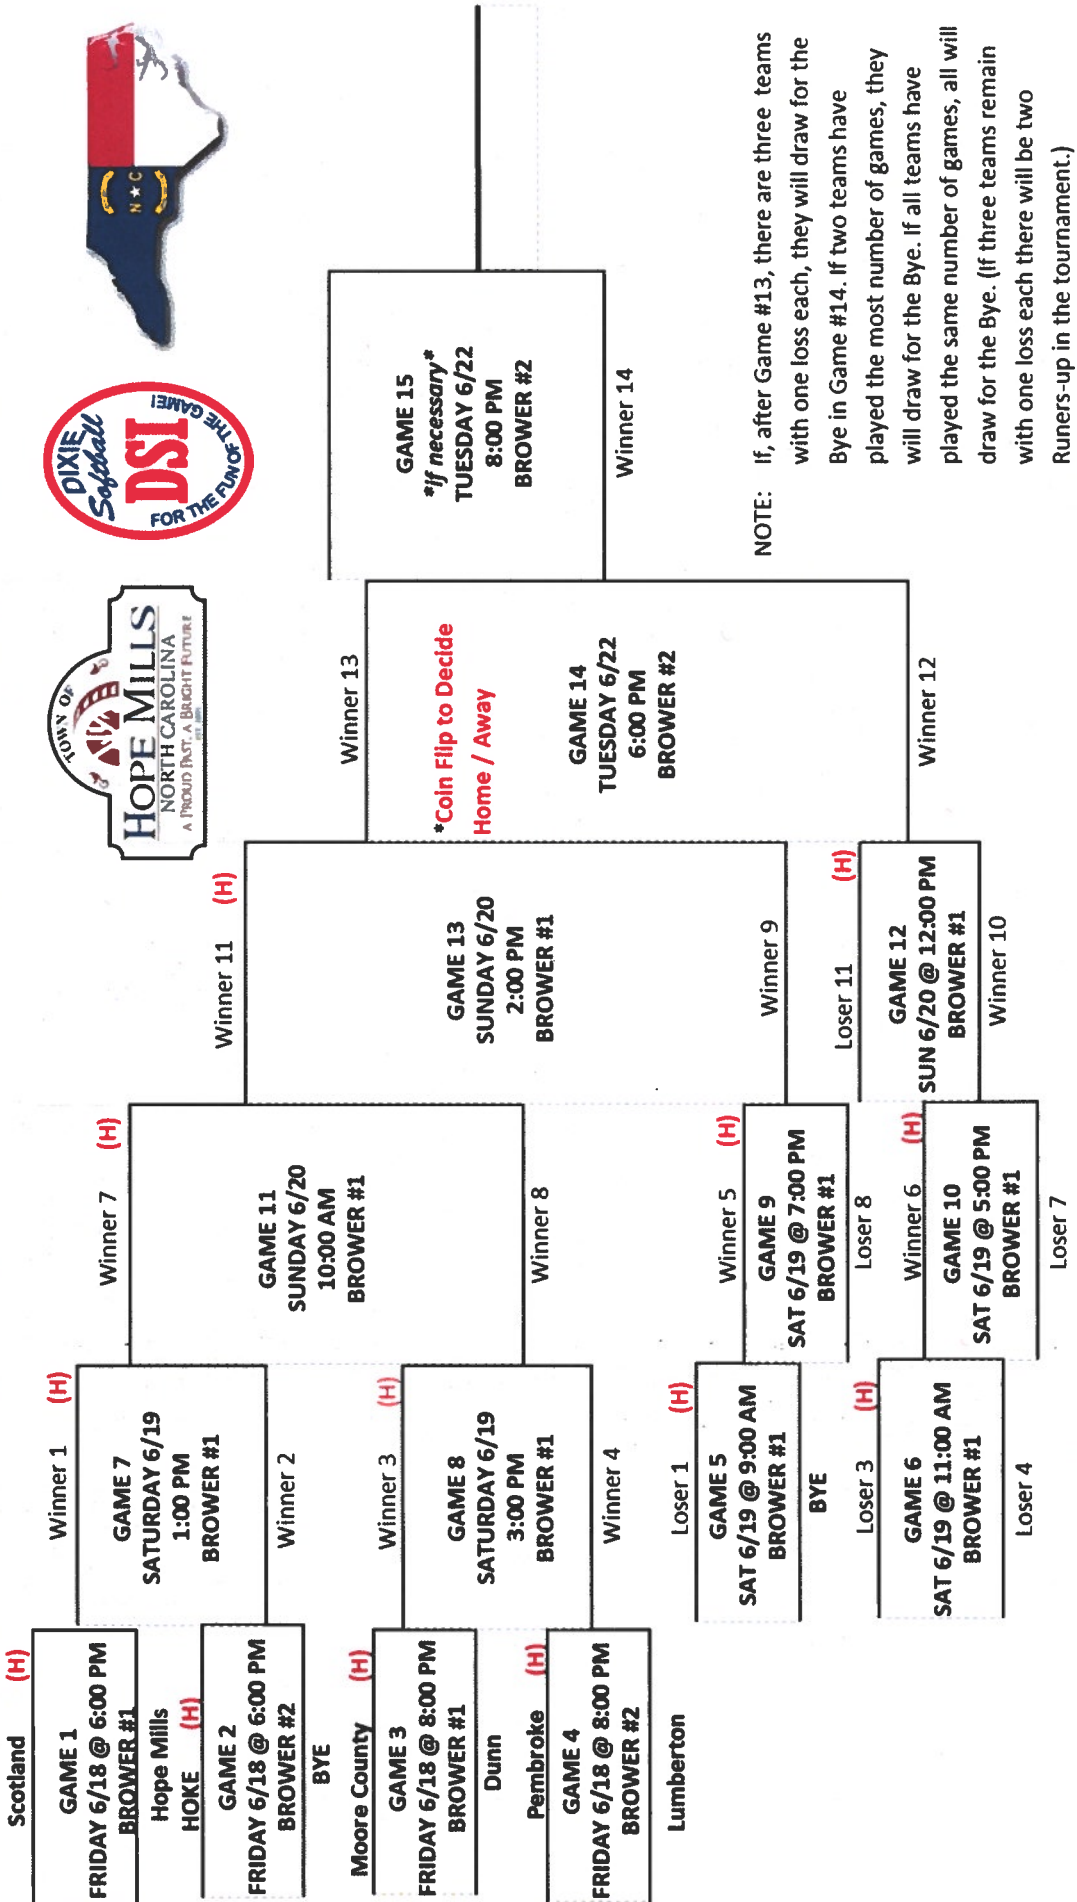 TOWN OF
HOPE MILLS
NORTH CAROLINA
A PROUD PAST, A BRIGHT FUTURE
DIXIE
Softball
DSI
FOR THE FUN OF THE GAME!
N ★ C
Scotland (H)
GAME 1
FRIDAY 6/18 @ 6:00 PM
BROWER #1
Hope Mills
HOKE (H)
GAME 2
FRIDAY 6/18 @ 6:00 PM
BROWER #2
BYE
Moore County (H)
GAME 3
FRIDAY 6/18 @ 8:00 PM
BROWER #1
Dunn
Pembroke (H)
GAME 4
FRIDAY 6/18 @ 8:00 PM
BROWER #2
Lumberton
Winner 1 (H)
GAME 7
SATURDAY 6/19
1:00 PM
BROWER #1
Winner 2
Winner 3 (H)
GAME 8
SATURDAY 6/19
3:00 PM
BROWER #1
Winner 4
Loser 1 (H)
GAME 5
SAT 6/19 @ 9:00 AM
BROWER #1
BYE
Loser 3 (H)
GAME 6
SAT 6/19 @ 11:00 AM
BROWER #1
Loser 4
Winner 7 (H)
GAME 11
SUNDAY 6/20
10:00 AM
BROWER #1
Winner 8
Winner 5 (H)
GAME 9
SAT 6/19 @ 7:00 PM
BROWER #1
Loser 8
Winner 6 (H)
GAME 10
SAT 6/19 @ 5:00 PM
BROWER #1
Loser 7
Winner 11 (H)
GAME 13
SUNDAY 6/20
2:00 PM
BROWER #1
Winner 9
Loser 11 (H)
GAME 12
SUN 6/20 @ 12:00 PM
BROWER #1
Winner 10
Winner 13
*Coin Flip to Decide
Home / Away
GAME 14
TUESDAY 6/22
6:00 PM
BROWER #2
Winner 12
GAME 15
*If necessary*
TUESDAY 6/22
8:00 PM
BROWER #2
Winner 14
NOTE: If, after Game #13, there are three teams
with one loss each, they will draw for the
Bye in Game #14. If two teams have
played the most number of games, they
will draw for the Bye. If all teams have
played the same number of games, all will
draw for the Bye. (If three teams remain
with one loss each there will be two
Runers-up in the tournament.)